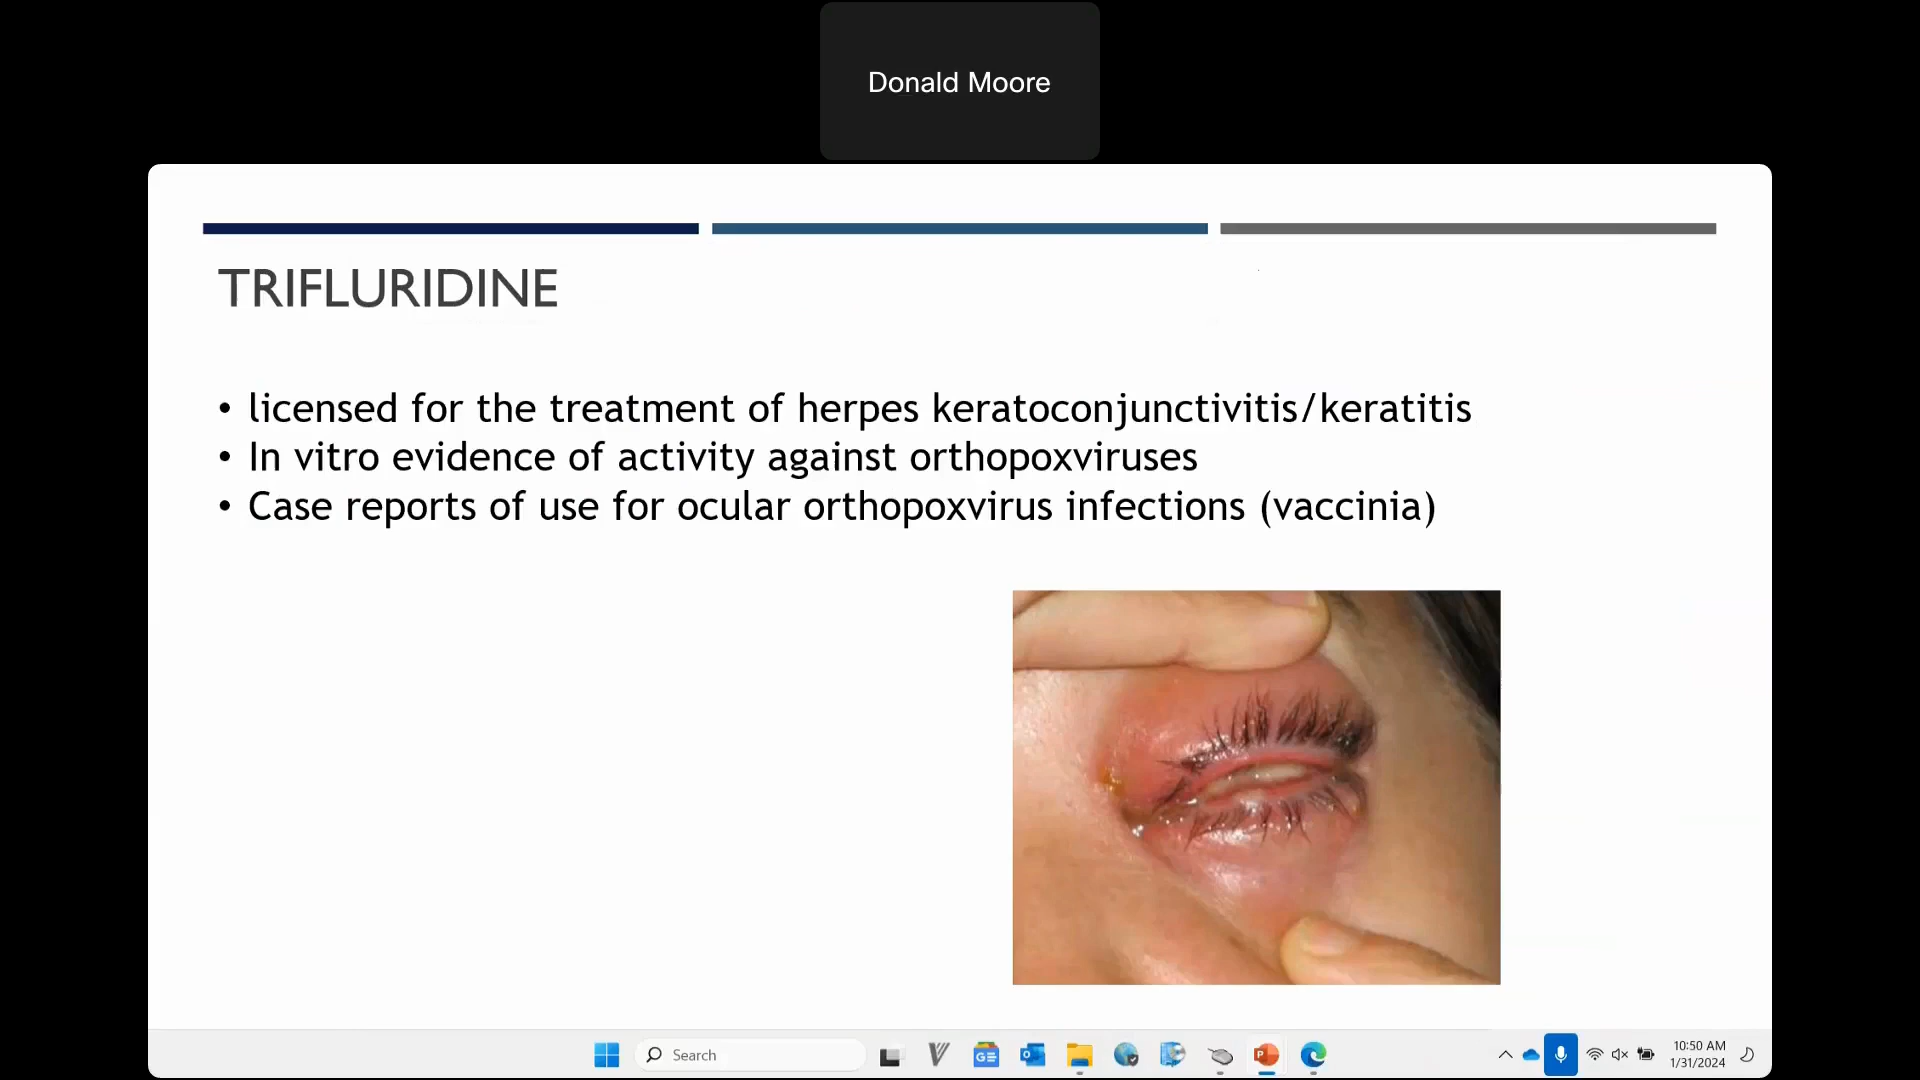 Donald Moore
TRIFLURIDINE
• licensed for the treatment of herpes keratoconjunctivitis/keratitis
• In vitro evidence of activity against orthopoxviruses
• Case reports of use for ocular orthopoxvirus infections (vaccinia)
Search
10:50 AM
1/31/2024